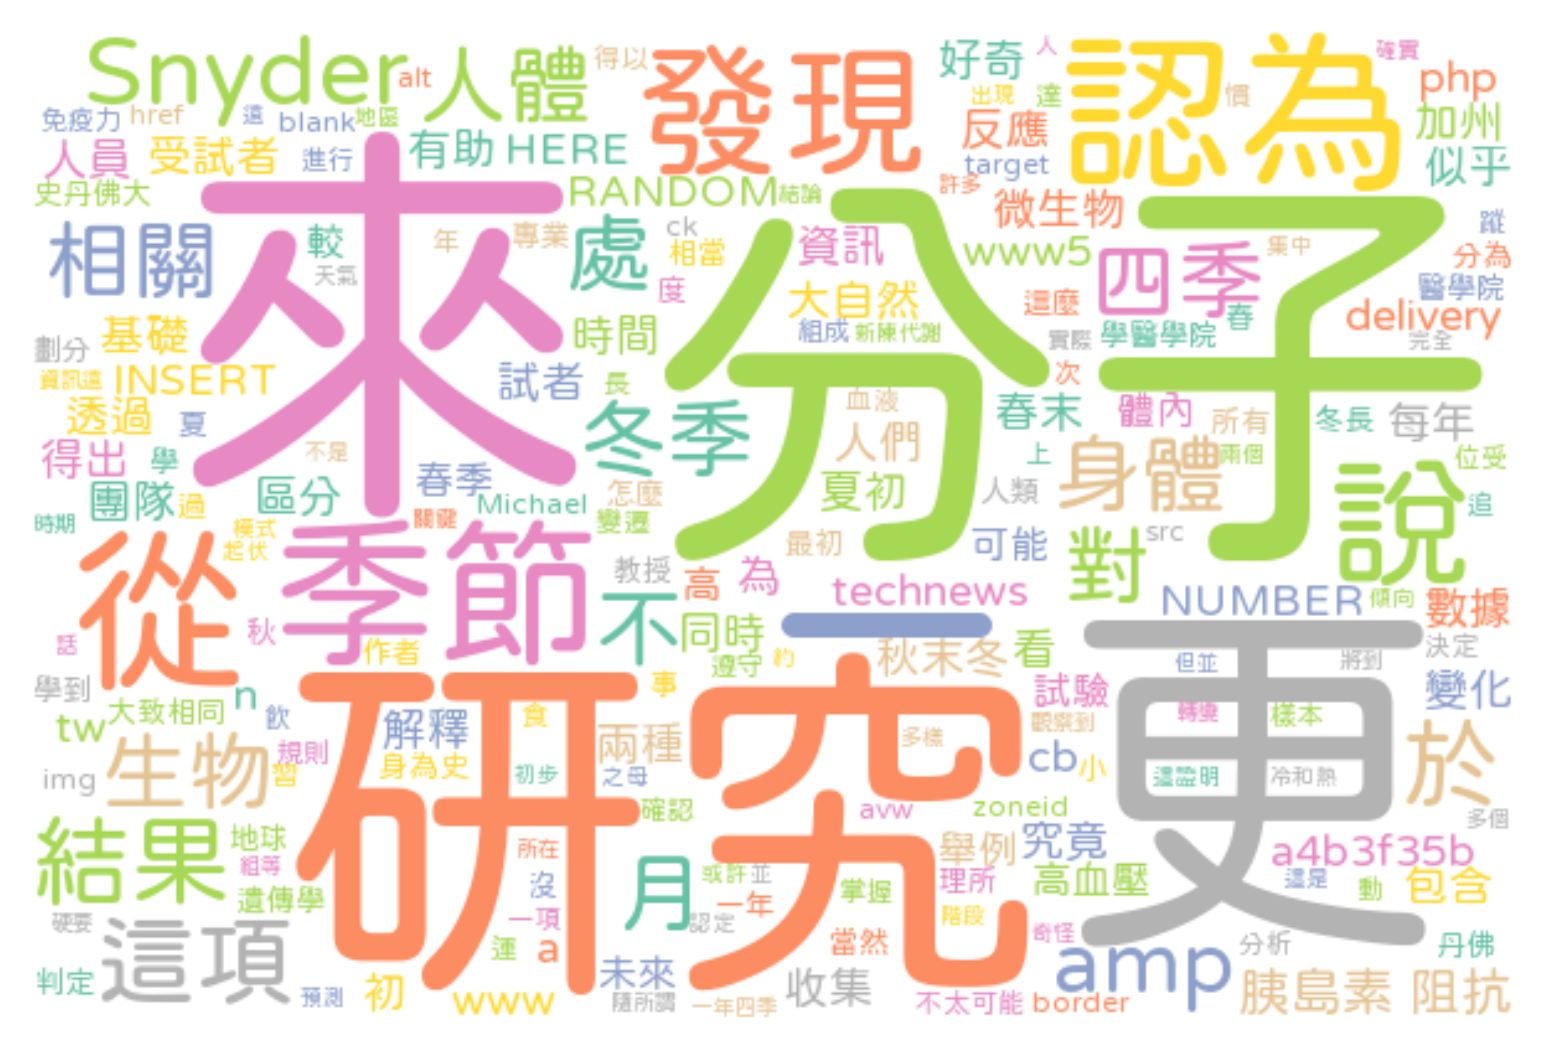 Snyder
alt
人體
得以
發現
好奇
人
認為
確實
php
免疫力
href
這
blank
地區
出現
達
慣
反應
加州
人員
受試者
進行
有助
HERE
target
似乎
史丹佛大
來
RANDOM
結論
分子
許多
微生物
相關
較
年
專業
處
ck
相當
資訊
www5
四季
集中
蹤
分為
天氣
度
大自然
這麼
春
醫學院
delivery
劃分
基礎
時間
組成
新陳代謝
實際
學醫學院
完全
資訊這
INSERT
試者
長
次
透過
夏
冬季
血液
春末
體內
所有
冬長
每年
得出
學
不是
春季
人們
上
身體
兩個
位受
團隊
過
區分
Michael
怎麼
夏初
人類
說
追
時期
模式
起伏
關鍵
變遷
最初
可能
src
從
季節
教授
高
為
technews
對
NUMBER
傾向
數據
話
秋
作者
不
同時
遵守
約
一
秋末冬
看
更
但並
將到
決定
學到
n
研究
事
試驗
變化
tw
大致相同
飲
解釋
食
兩種
多樣
觀察到
轉變
樣本
規則
cb
小
於
img
生物
習
身為史
初步
之母
這證明
冷和熱
確認
avw
zoneid
多個
結果
地球
組等
所在
舉例
究竟
a4b3f35b
遺傳學
沒
月
或許
並
掌握
理所
高血壓
這是
動
包含
硬要
這項
一項
認定
一年
階段
運
a
當然
奇怪
分析
丹佛
判定
預測
初
www
未來
隨所謂
一年四季
收集
不太可能
amp
border
胰島素
阻抗